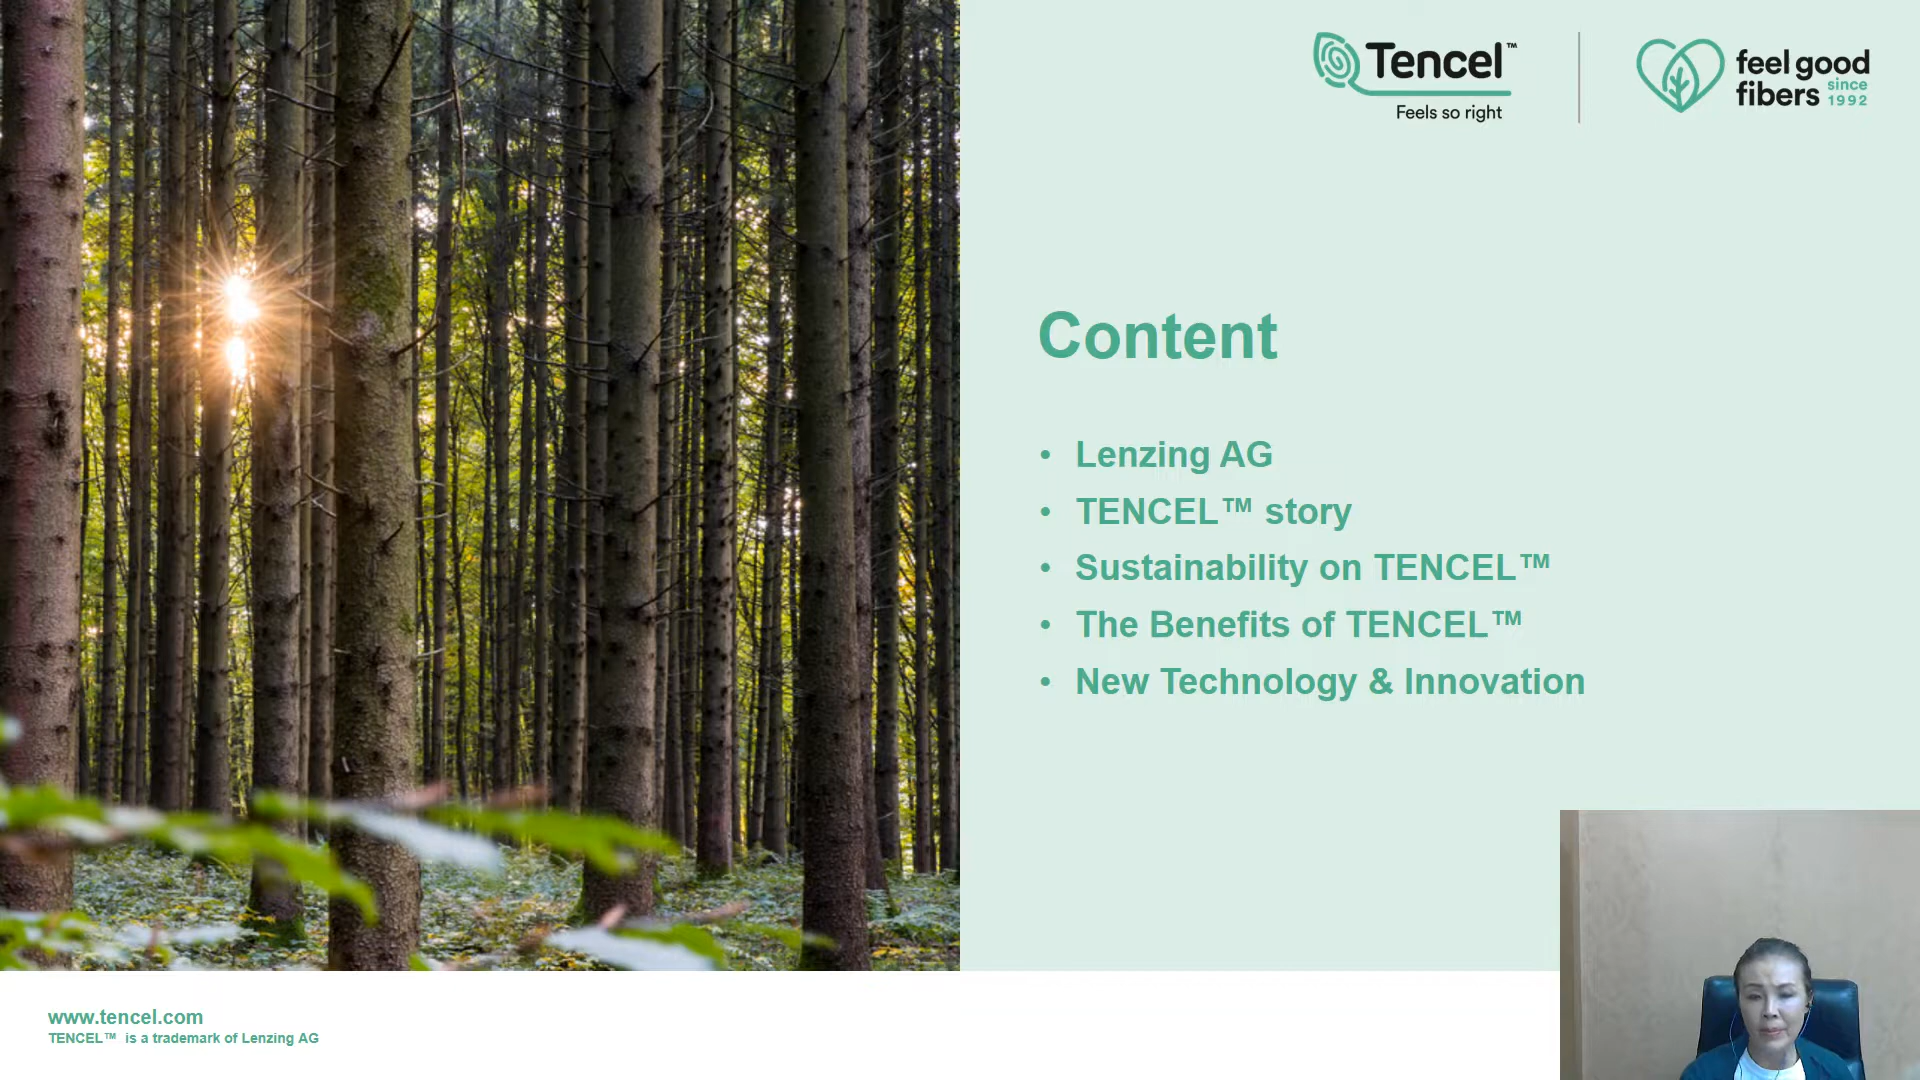 Tencel™
Feels so right
feel good
fibers since
1992
Content
• Lenzing AG
• TENCEL™ story
• Sustainability on TENCEL™
• The Benefits of TENCEL™
• New Technology & Innovation
www.tencel.com
TENCEL™ is a trademark of Lenzing AG